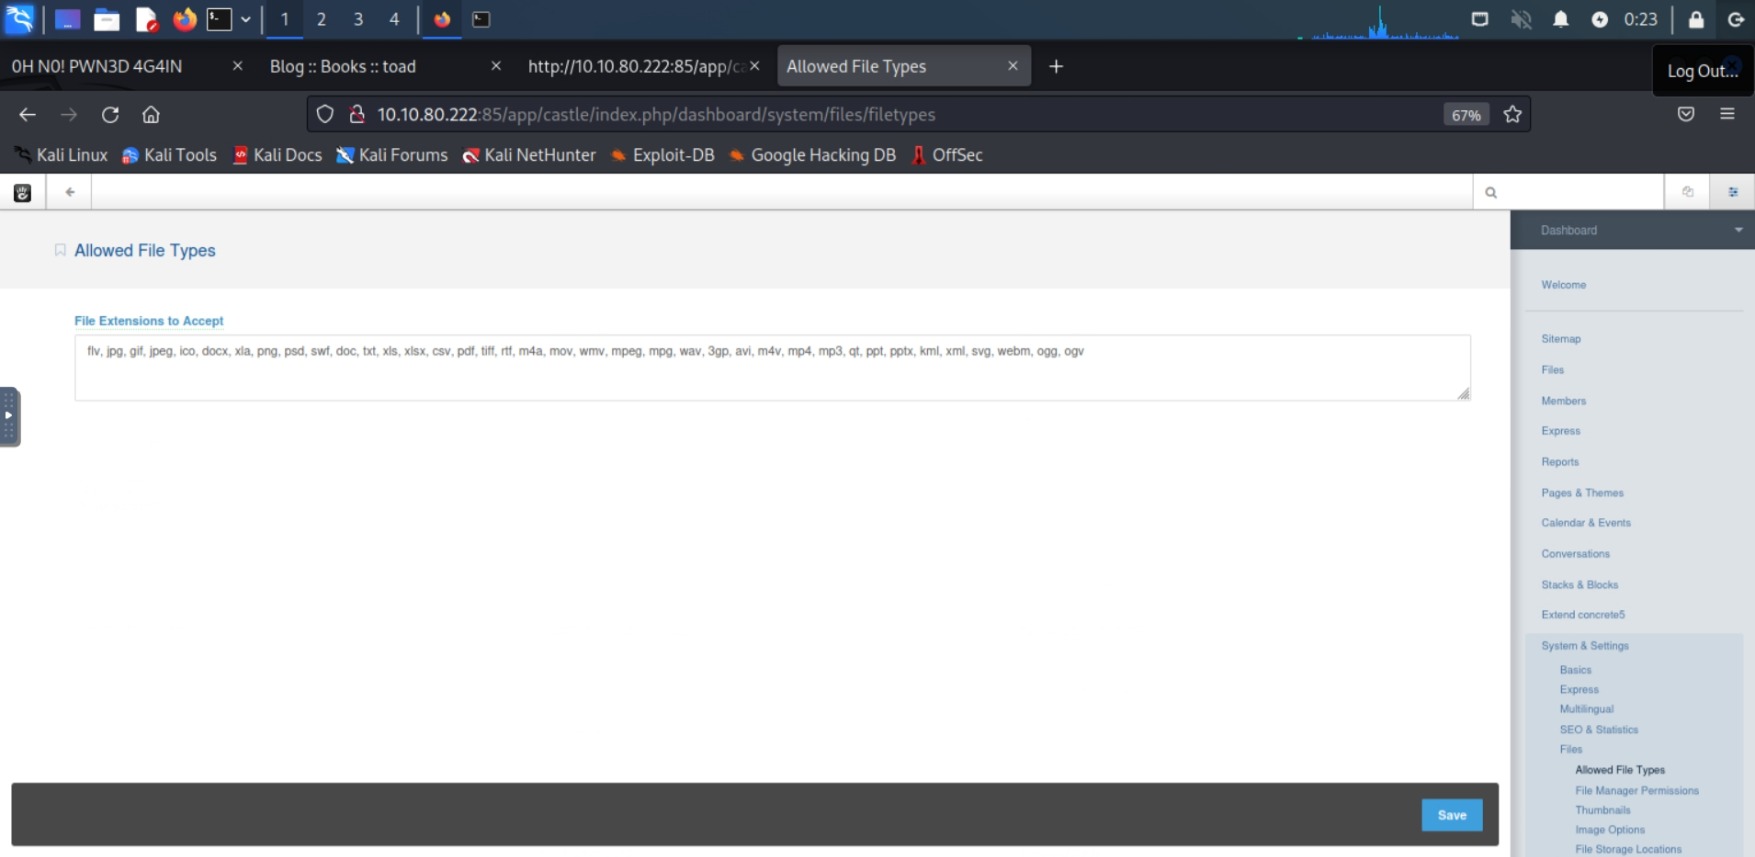 1 2 3 4 0:23
0H N0! PWN3D 4G4IN × Blog :: Books :: toad × http://10.10.80.222:85/app/ca × Allowed File Types × + Log Out...
10.10.80.222:85/app/castle/index.php/dashboard/system/files/filetypes 67%
Kali Linux Kali Tools Kali Docs Kali Forums Kali NetHunter Exploit-DB Google Hacking DB OffSec
Allowed File Types
File Extensions to Accept
flv, jpg, gif, jpeg, ico, docx, xla, png, psd, swf, doc, txt, xls, xlsx, csv, pdf, tiff, rtf, m4a, mov, wmv, mpeg, mpg, wav, 3gp, avi, m4v, mp4, mp3, qt, ppt, pptx, kml, xml, svg, webm, ogg, ogv
Save
Dashboard
Welcome
Sitemap
Files
Members
Express
Reports
Pages & Themes
Calendar & Events
Conversations
Stacks & Blocks
Extend concrete5
System & Settings
Basics
Express
Multilingual
SEO & Statistics
Files
Allowed File Types
File Manager Permissions
Thumbnails
Image Options
File Storage Locations